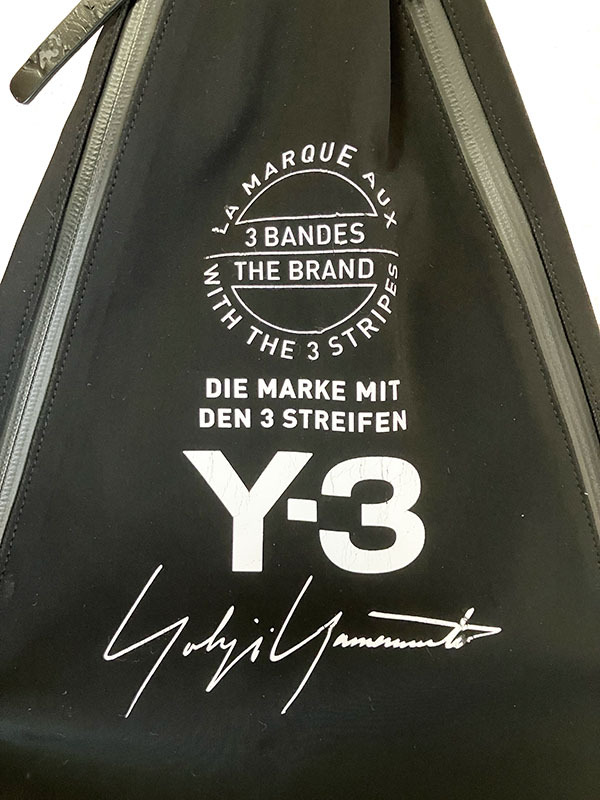 LA MARQUE AUX
3 BANDES
THE BRAND
WITH THE 3 STRIPES
DIE MARKE MIT
DEN 3 STREIFEN
Y-3
Yohji Yamamoto